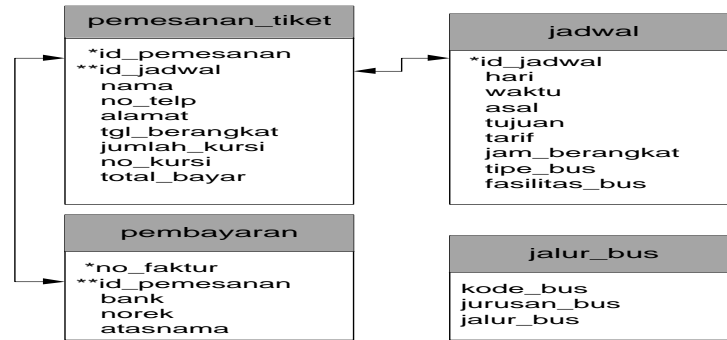 pemesanan_tiket
*id_pemesanan
**id_jadwal
nama
no_telp
alamat
tgl_berangkat
jumlah_kursi
no_kursi
total_bayar
jadwal
*id_jadwal
hari
waktu
asal
tujuan
tarif
jam_berangkat
tipe_bus
fasilitas_bus
pembayaran
*no_faktur
**id_pemesanan
bank
norek
atasnama
jalur_bus
kode_bus
jurusan_bus
jalur_bus